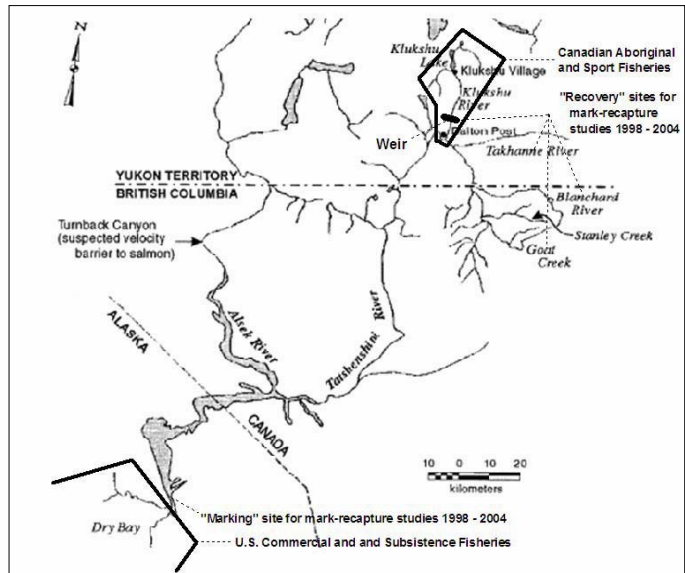 N
Klukshu
Lake
Klukshu Village
Klukshu
River
Canadian Aboriginal
and Sport Fisheries
"Recovery" sites for
mark-recapture
studies 1998 - 2004
Weir
Dalton Post
Takhanne River
YUKON TERRITORY
BRITISH COLUMBIA
Blanchard
River
Stanley Creek
Goat
Creek
Turnback Canyon
(suspected velocity
barrier to salmon)
Alsek River
Tatshenshini River
ALASKA
CANADA
10 0 10 20
kilometers
"Marking" site for mark-recapture studies 1998 - 2004
Dry Bay
U.S. Commercial and and Subsistence Fisheries